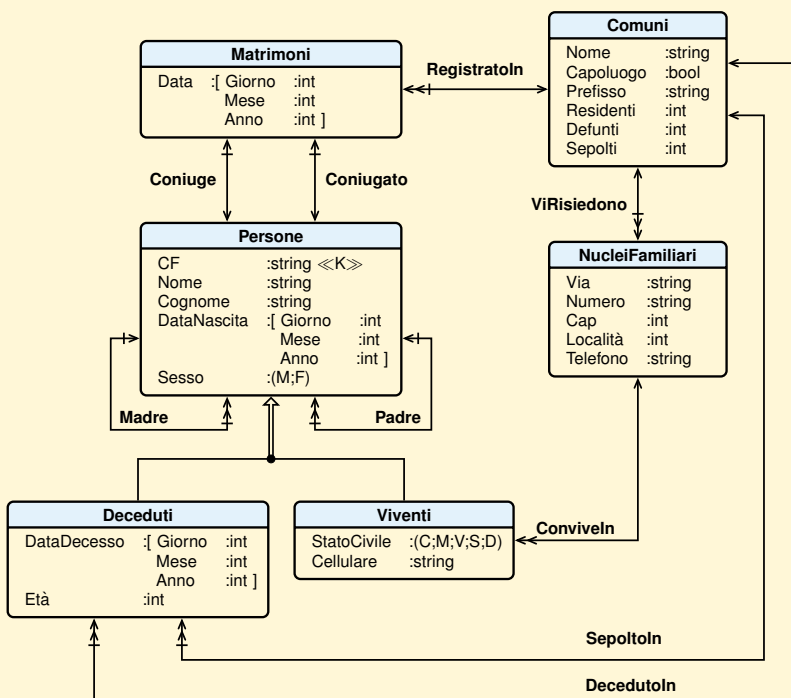 Matrimoni
Data :[ Giorno :int
Mese :int
Anno :int ]
RegistratoIn
Comuni
Nome :string
Capoluogo :bool
Prefisso :string
Residenti :int
Defunti :int
Sepolti :int
Coniuge
Coniugato
ViRisiedono
Persone
CF :string ≪K≫
Nome :string
Cognome :string
DataNascita :[ Giorno :int
Mese :int
Anno :int ]
Sesso :(M;F)
NucleiFamiliari
Via :string
Numero :string
Cap :int
Località :int
Telefono :string
Madre
Padre
Deceduti
DataDecesso :[ Giorno :int
Mese :int
Anno :int ]
Età :int
Viventi
StatoCivile :(C;M;V;S;D)
Cellulare :string
ConviveIn
SepoltoIn
DecedutoIn